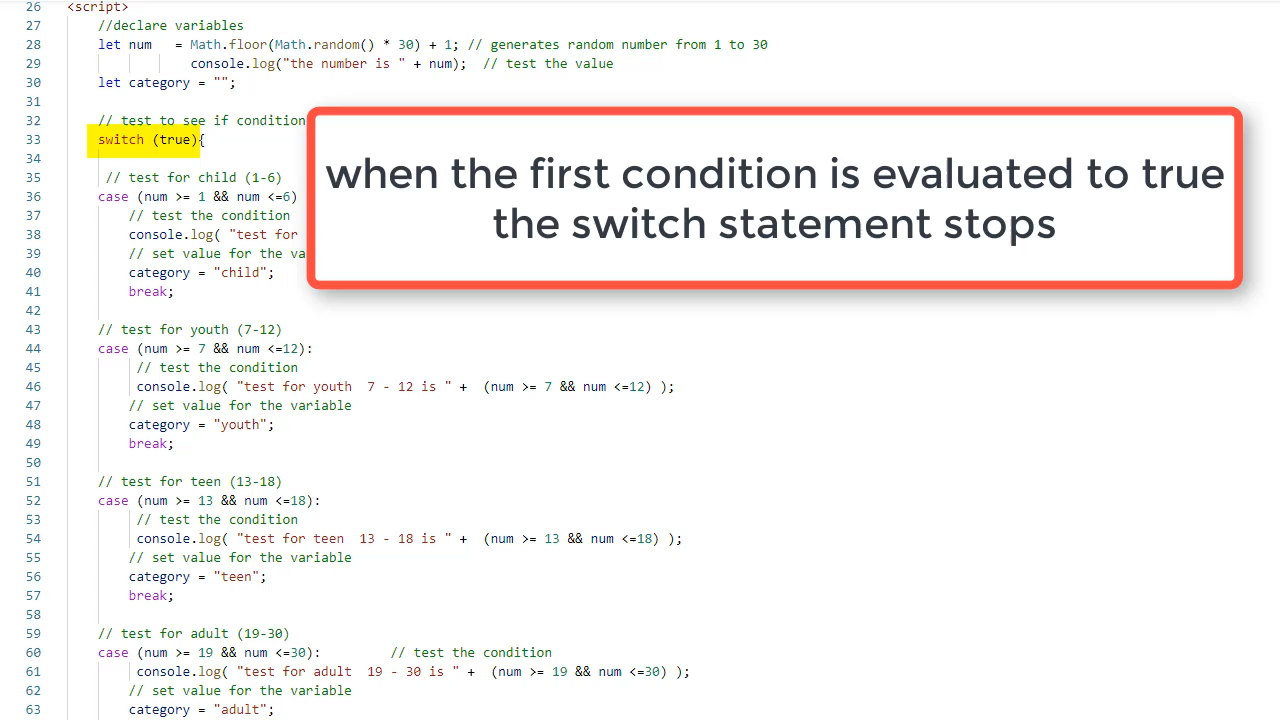 26 <script>
27 //declare variables
28 let num = Math.floor(Math.random() * 30) + 1; // generates random number from 1 to 30
29 console.log("the number is " + num); // test the value
30 let category = "";
31
32 // test to see if condition
33 switch (true){
34
35 // test for child (1-6)
36 case (num >= 1 && num <=6)
37 // test the condition
38 console.log( "test for
39 // set value for the va
40 category = "child";
41 break;
42
43 // test for youth (7-12)
44 case (num >= 7 && num <=12):
45 // test the condition
46 console.log( "test for youth  7 - 12 is " +  (num >= 7 && num <=12) );
47 // set value for the variable
48 category = "youth";
49 break;
50
51 // test for teen (13-18)
52 case (num >= 13 && num <=18):
53 // test the condition
54 console.log( "test for teen  13 - 18 is " +  (num >= 13 && num <=18) );
55 // set value for the variable
56 category = "teen";
57 break;
58
59 // test for adult (19-30)
60 case (num >= 19 && num <=30): // test the condition
61 console.log( "test for adult  19 - 30 is " +  (num >= 19 && num <=30) );
62 // set value for the variable
63 category = "adult";
when the first condition is evaluated to true
the switch statement stops